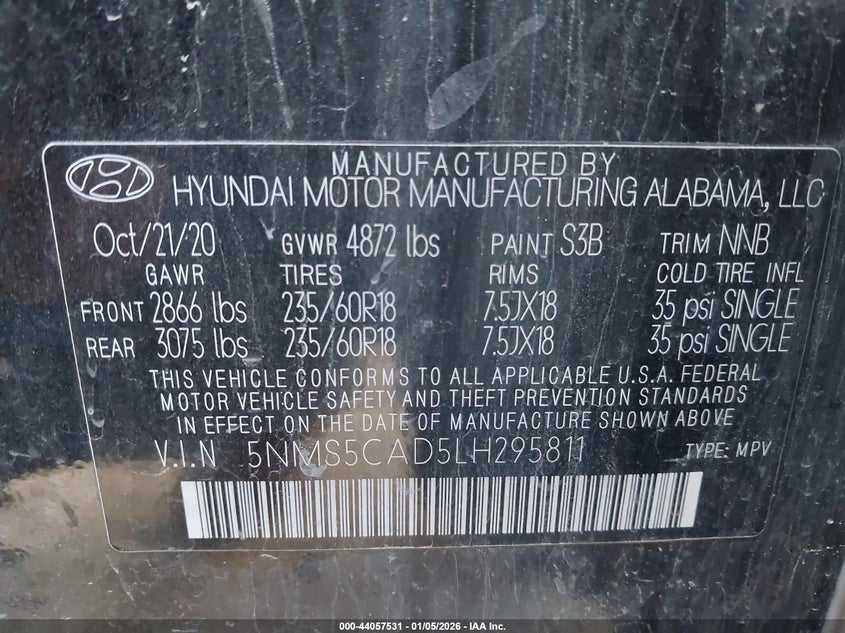 MANUFACTURED BY
HYUNDAI MOTOR MANUFACTURING ALABAMA, LLC
Oct/21/20 GVWR 4872 lbs PAINT S3B TRIM NNB
GAWR TIRES RIMS COLD TIRE INFL
FRONT 2866 lbs 235/60R18 7.5JX18 35 psi SINGLE
REAR 3075 lbs 235/60R18 7.5JX18 35 psi SINGLE
THIS VEHICLE CONFORMS TO ALL APPLICABLE U.S.A. FEDERAL
MOTOR VEHICLE SAFETY AND THEFT PREVENTION STANDARDS
IN EFFECT ON THE DATE OF MANUFACTURE SHOWN ABOVE
V.I.N 5NMS5CAD5LH295811 TYPE: MPV
000-44057531 - 01/05/2026 - IAA Inc.